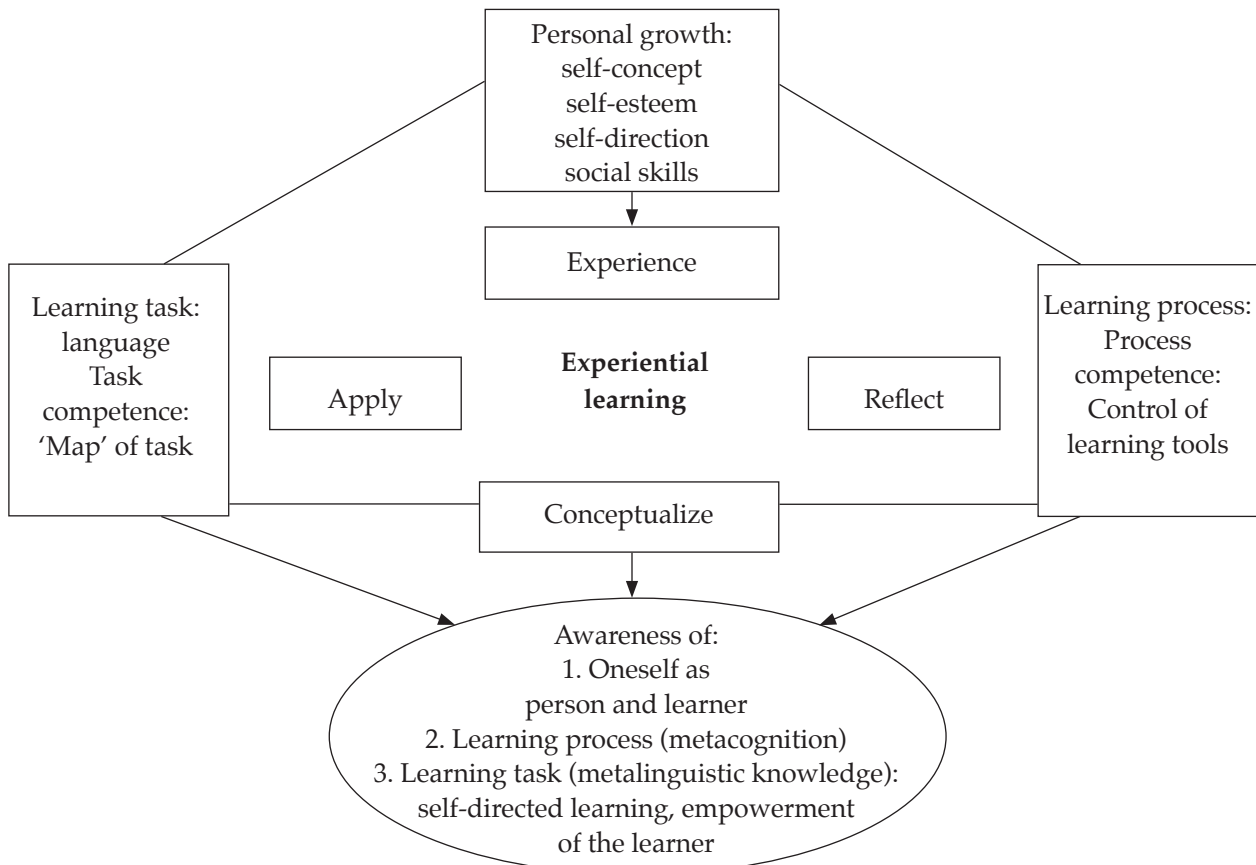 Personal growth:
self-concept
self-esteem
self-direction
social skills
Experience
Learning task:
language
Task
competence:
‘Map’ of task
Apply
Experiential
learning
Reflect
Learning process:
Process
competence:
Control of
learning tools
Conceptualize
Awareness of:
1. Oneself as
person and learner
2. Learning process (metacognition)
3. Learning task (metalinguistic knowledge):
self-directed learning, empowerment
of the learner